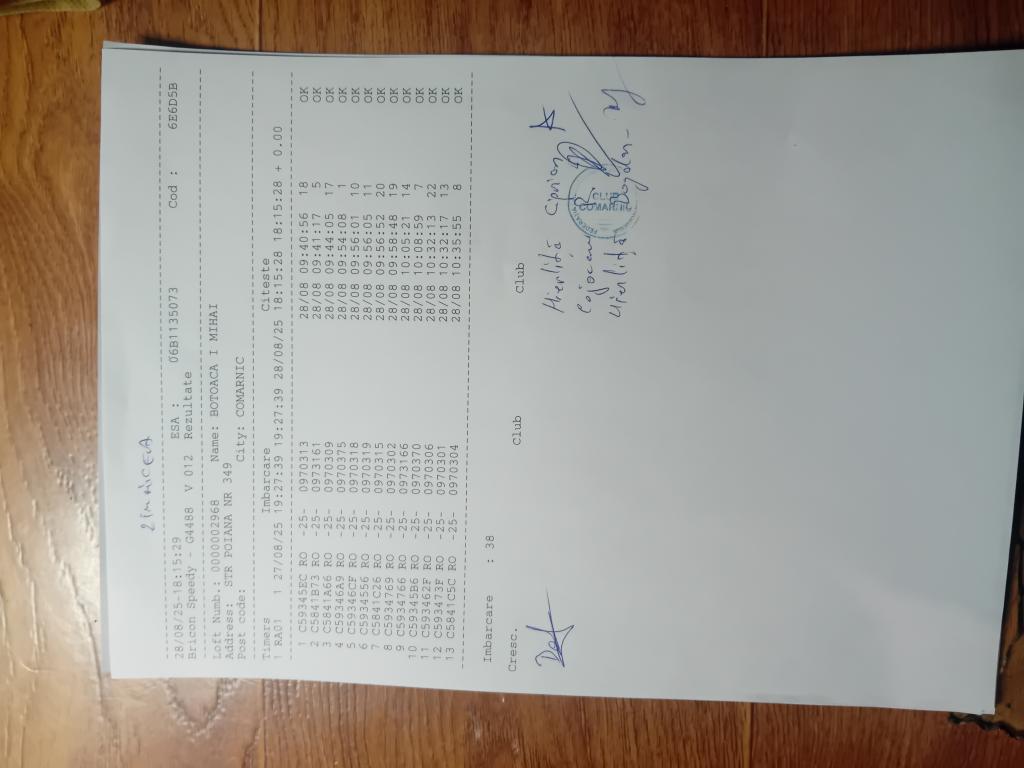 28/08/25-18:15:29 ESA : 06B1135073 Cod : 6E6D5B
Bricon Speedy - G4488 V 012 Rezultate
Loft Numb.: 0000002968 Name: BOTOACA I MIHAI
Address: STR POIANA NR 349
Post code: City: COMARNIC
Timers Imbarcare Citeste
1 RA01 1 27/08/25 19:27:39 19:27:39 28/08/25 18:15:28 18:15:28 + 0.00
1 C59345EC RO -25- 0970313 28/08 09:40:56 18 OK
2 C5841B73 RO -25- 0973161 28/08 09:41:17 5 OK
3 C5841A66 RO -25- 0970309 28/08 09:44:05 17 OK
4 C59346A9 RO -25- 0970375 28/08 09:54:08 1 OK
5 C59346CF RO -25- 0970318 28/08 09:56:01 10 OK
6 C5934556 RO -25- 0970319 28/08 09:56:05 11 OK
7 C5841C26 RO -25- 0970315 28/08 09:56:52 20 OK
8 C5934769 RO -25- 0970302 28/08 09:58:48 19 OK
9 C5934766 RO -25- 0973166 28/08 10:05:21 14 OK
10 C59345B6 RO -25- 0970370 28/08 10:08:59 7 OK
11 C593462F RO -25- 0970306 28/08 10:32:13 22 OK
12 C593473F RO -25- 0970301 28/08 10:32:17 13 OK
13 C5841C5C RO -25- 0970304 28/08 10:35:55 8 OK
Imbarcare : 38
Cresc. Club Club
Mierliță Ciprian
Cojocaru
CLUB
COMARNIC
Mierliță Bogdan